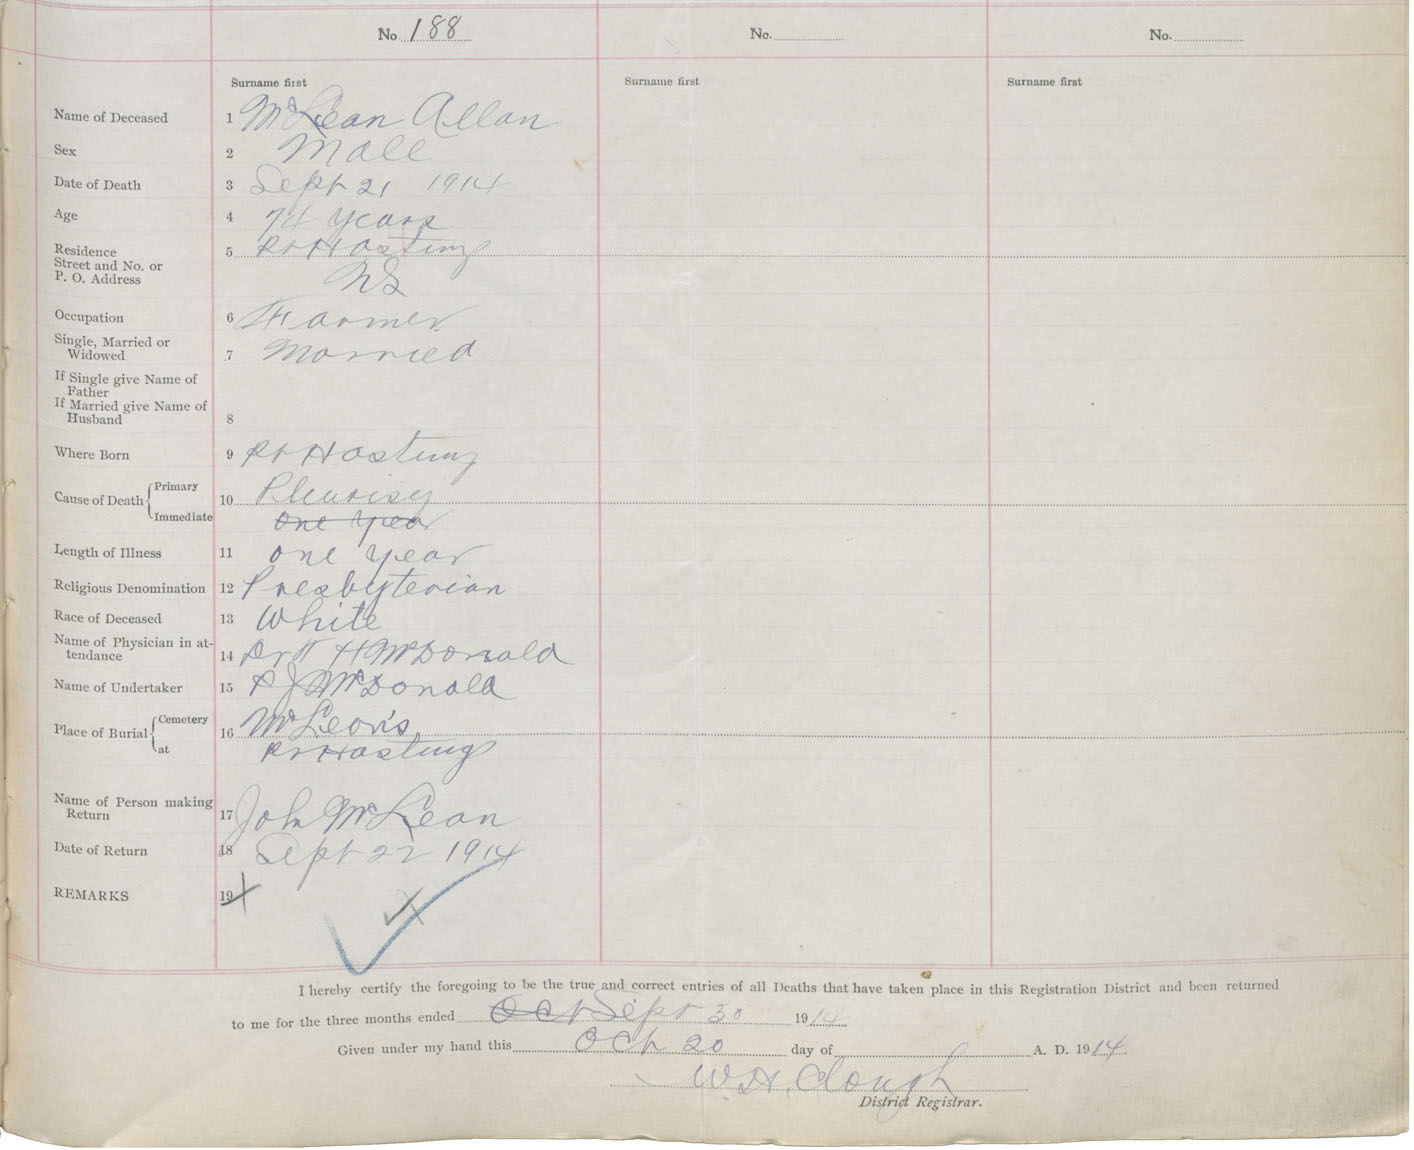 No 188 No. No.
Surname first Surname first Surname first
Name of Deceased 1 McLean Allan
Sex 2 Male
Date of Death 3 Sept 21 1914
Age 4 74 years
Residence 5 Pt Hasting
Street and No. or
P. O. Address NS
Occupation 6 Farmer
Single, Married or
Widowed 7 Married
If Single give Name of
Father
If Married give Name of
Husband 8
Where Born 9 Pt Hasting
Cause of Death Primary 10 Pleurisy
Immediate one year
Length of Illness 11 one year
Religious Denomination 12 Presbyterian
Race of Deceased 13 White
Name of Physician in at-
tendance 14 Dr H McDonald
Name of Undertaker 15 McDonald
Place of Burial Cemetery 16 McLean's
at Pt Hastings
Name of Person making
Return 17 John McLean
Date of Return 18 Sept 22 1914
REMARKS 19
I hereby certify the foregoing to be the true and correct entries of all Deaths that have taken place in this Registration District and been returned
to me for the three months ended Oct Sept 30 1914
Given under my hand this Oct 20 day of A. D. 1914
W. H. Clough
District Registrar.